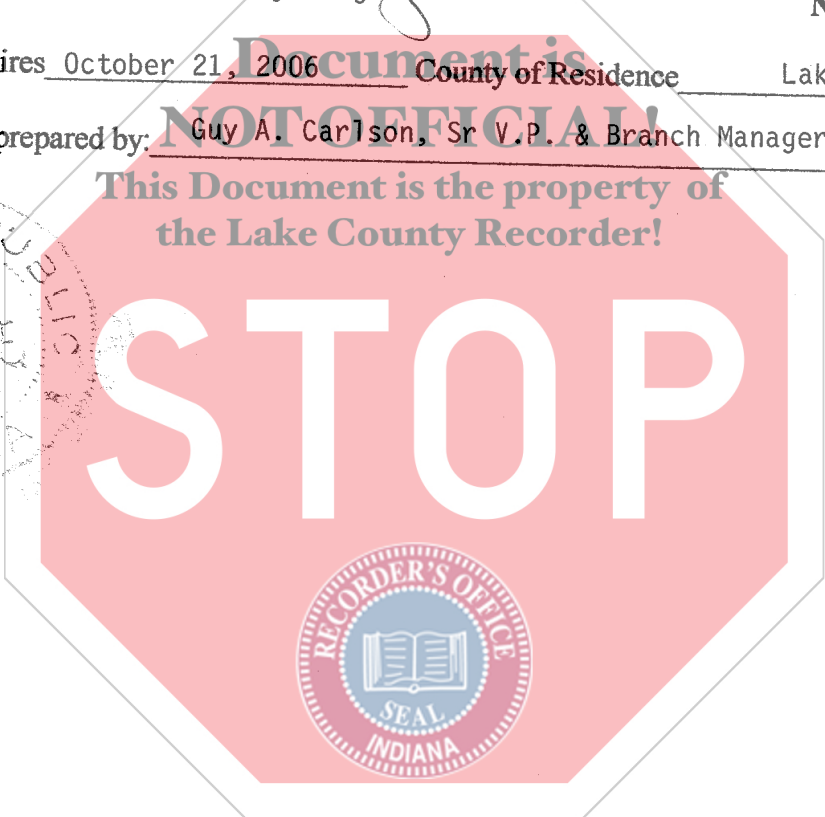 ires October 21, 2006 County of Residence Lak
Document is
prepared by: Guy A. Carlson, Sr V.P. & Branch Manager
NOT OFFICIAL!
This Document is the property of
the Lake County Recorder!
STOP
RECORDER'S OFFICE
SEAL
INDIANA